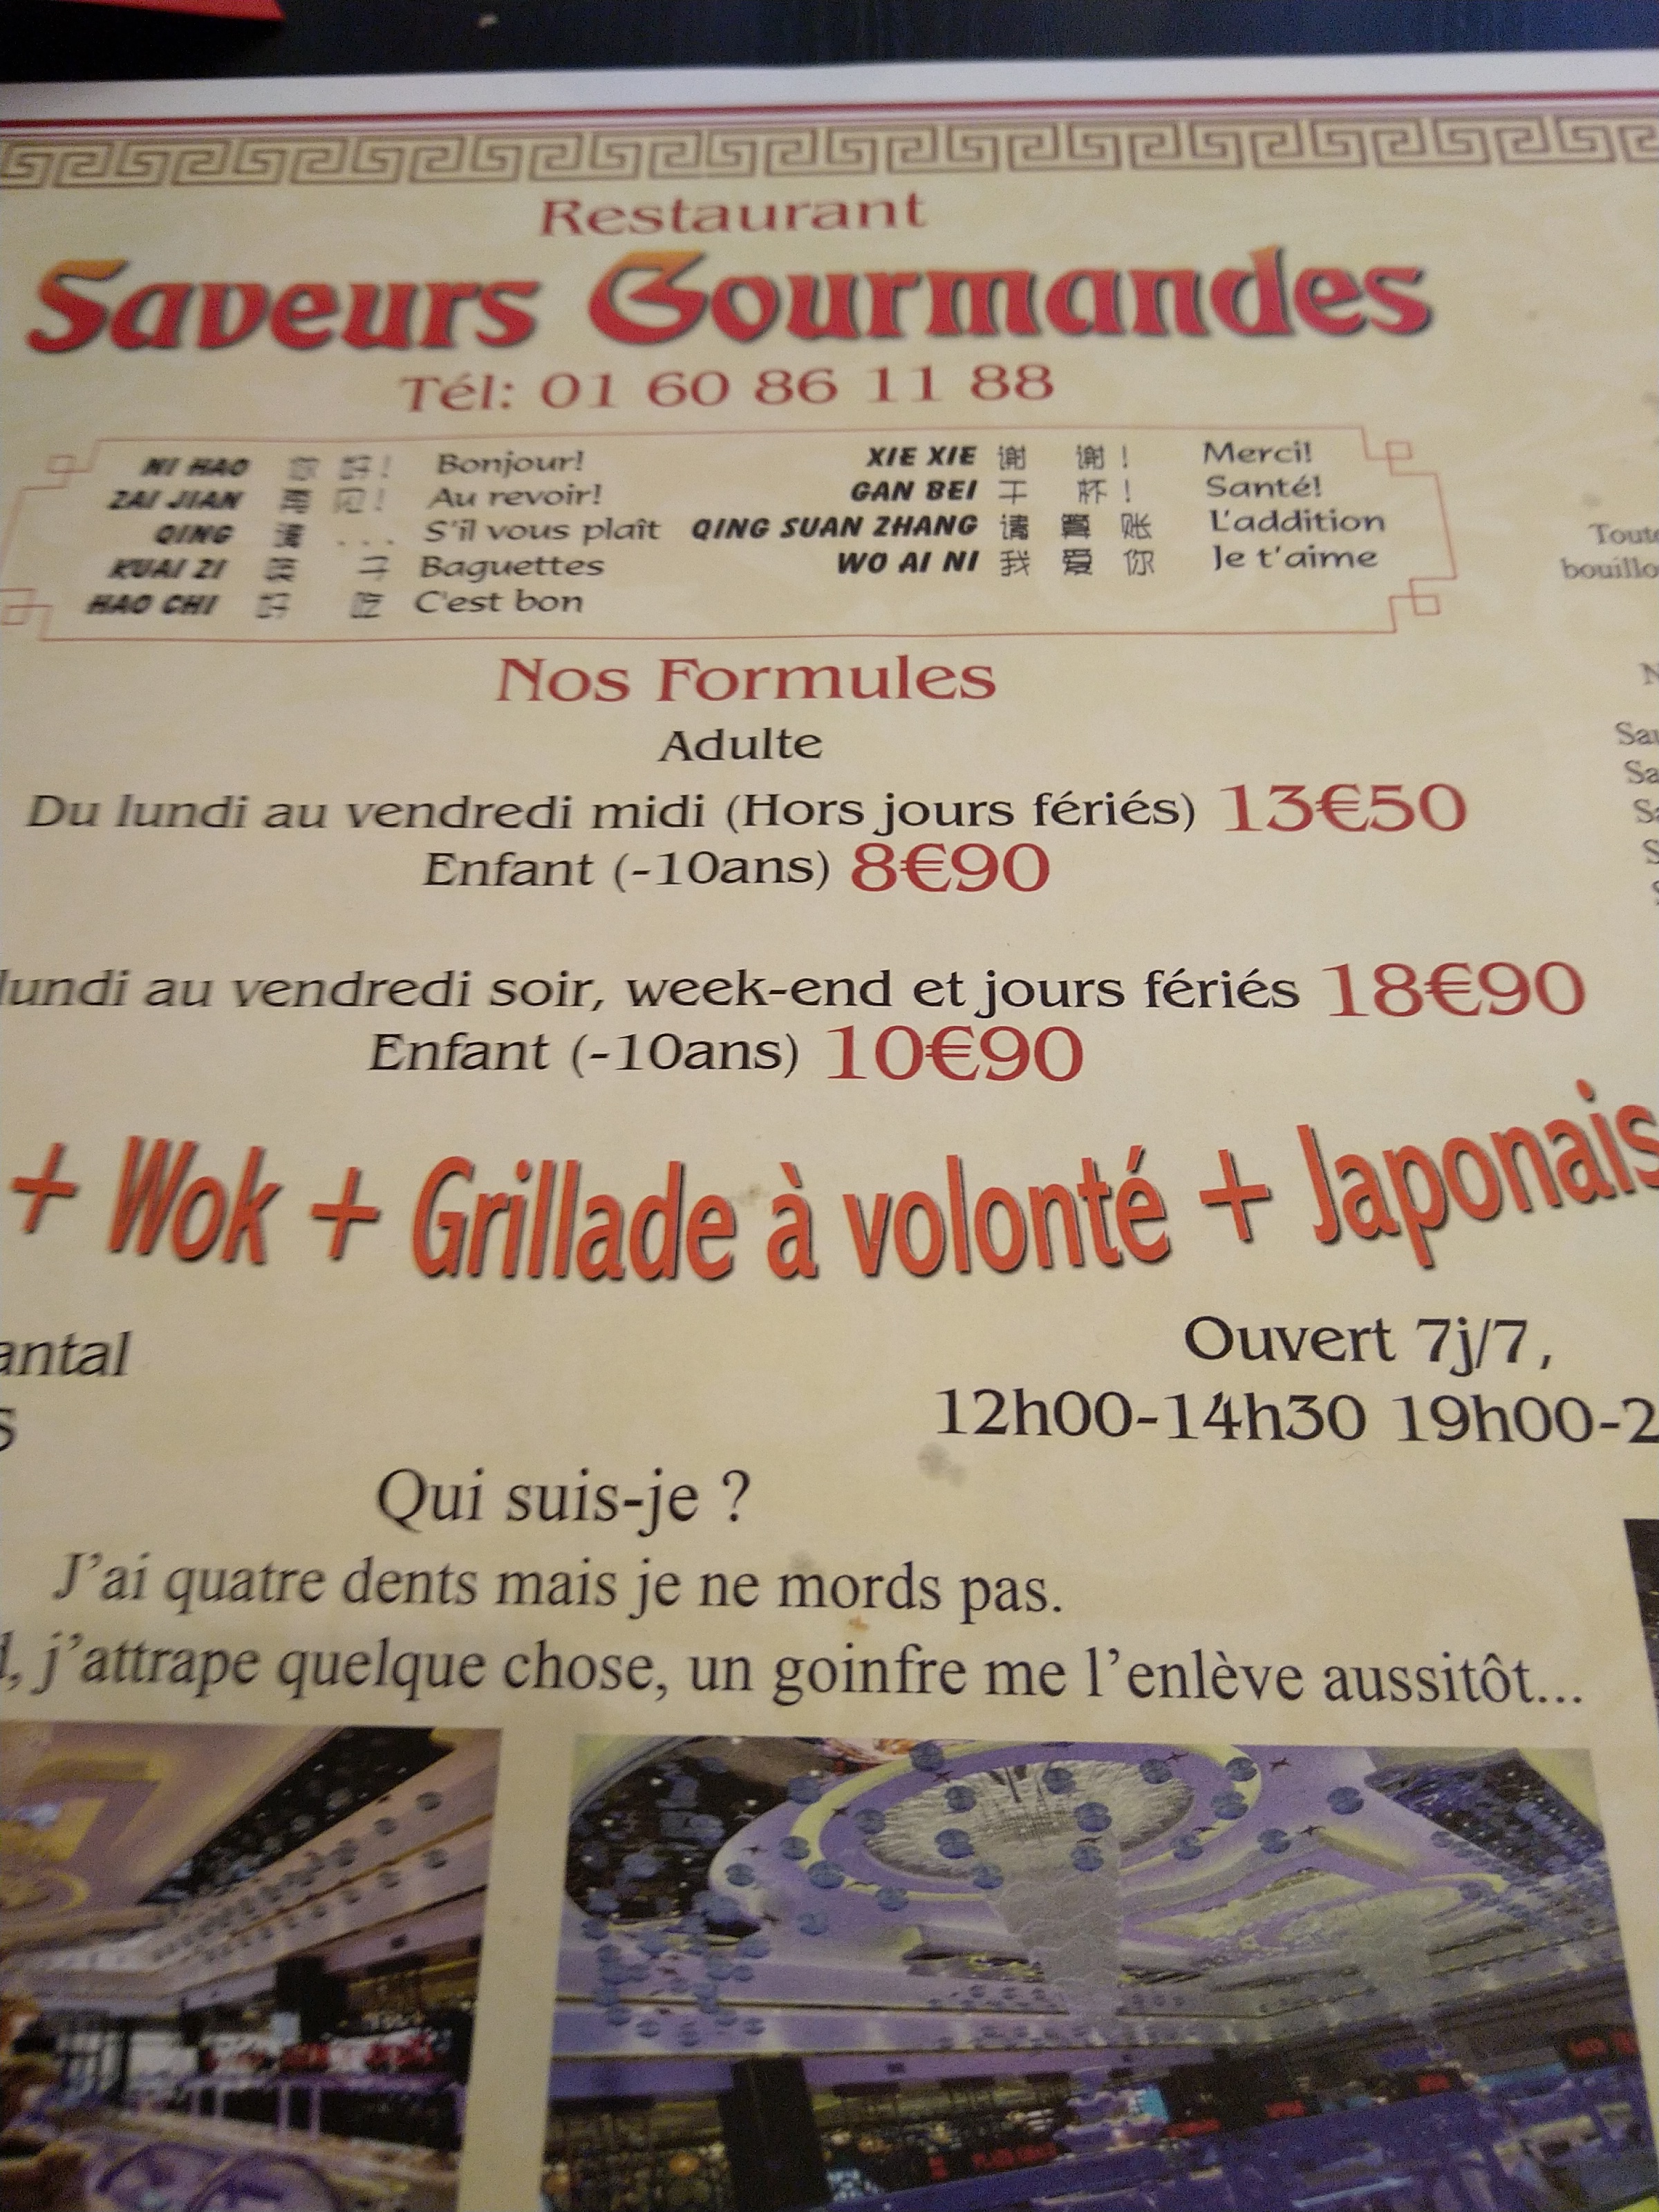 Restaurant
Saveurs Gourmandes
Tél: 01 60 86 11 88
NI HAO 你 好! Bonjour!
ZAI JIAN 再 见! Au revoir!
QING 请 ... S'il vous plaît
KUAI ZI 筷 子 Baguettes
HAO CHI 好 吃 C'est bon
XIE XIE 谢 谢! Merci!
GAN BEI 干 杯! Santé!
QING SUAN ZHANG 请 算 账 L'addition
WO AI NI 我 爱 你 Je t'aime
Nos Formules
Adulte
Du lundi au vendredi midi (Hors jours fériés) 13€50
Enfant (-10ans) 8€90
lundi au vendredi soir, week-end et jours fériés 18€90
Enfant (-10ans) 10€90
+ Wok + Grillade à volonté + Japonais
antal
s
Ouvert 7j/7,
12h00-14h30 19h00-2
Qui suis-je ?
J'ai quatre dents mais je ne mords pas.
, j'attrape quelque chose, un goinfre me l'enlève aussitôt...
Toute
bouillo
N
Sau
Sa
Sa
S
S